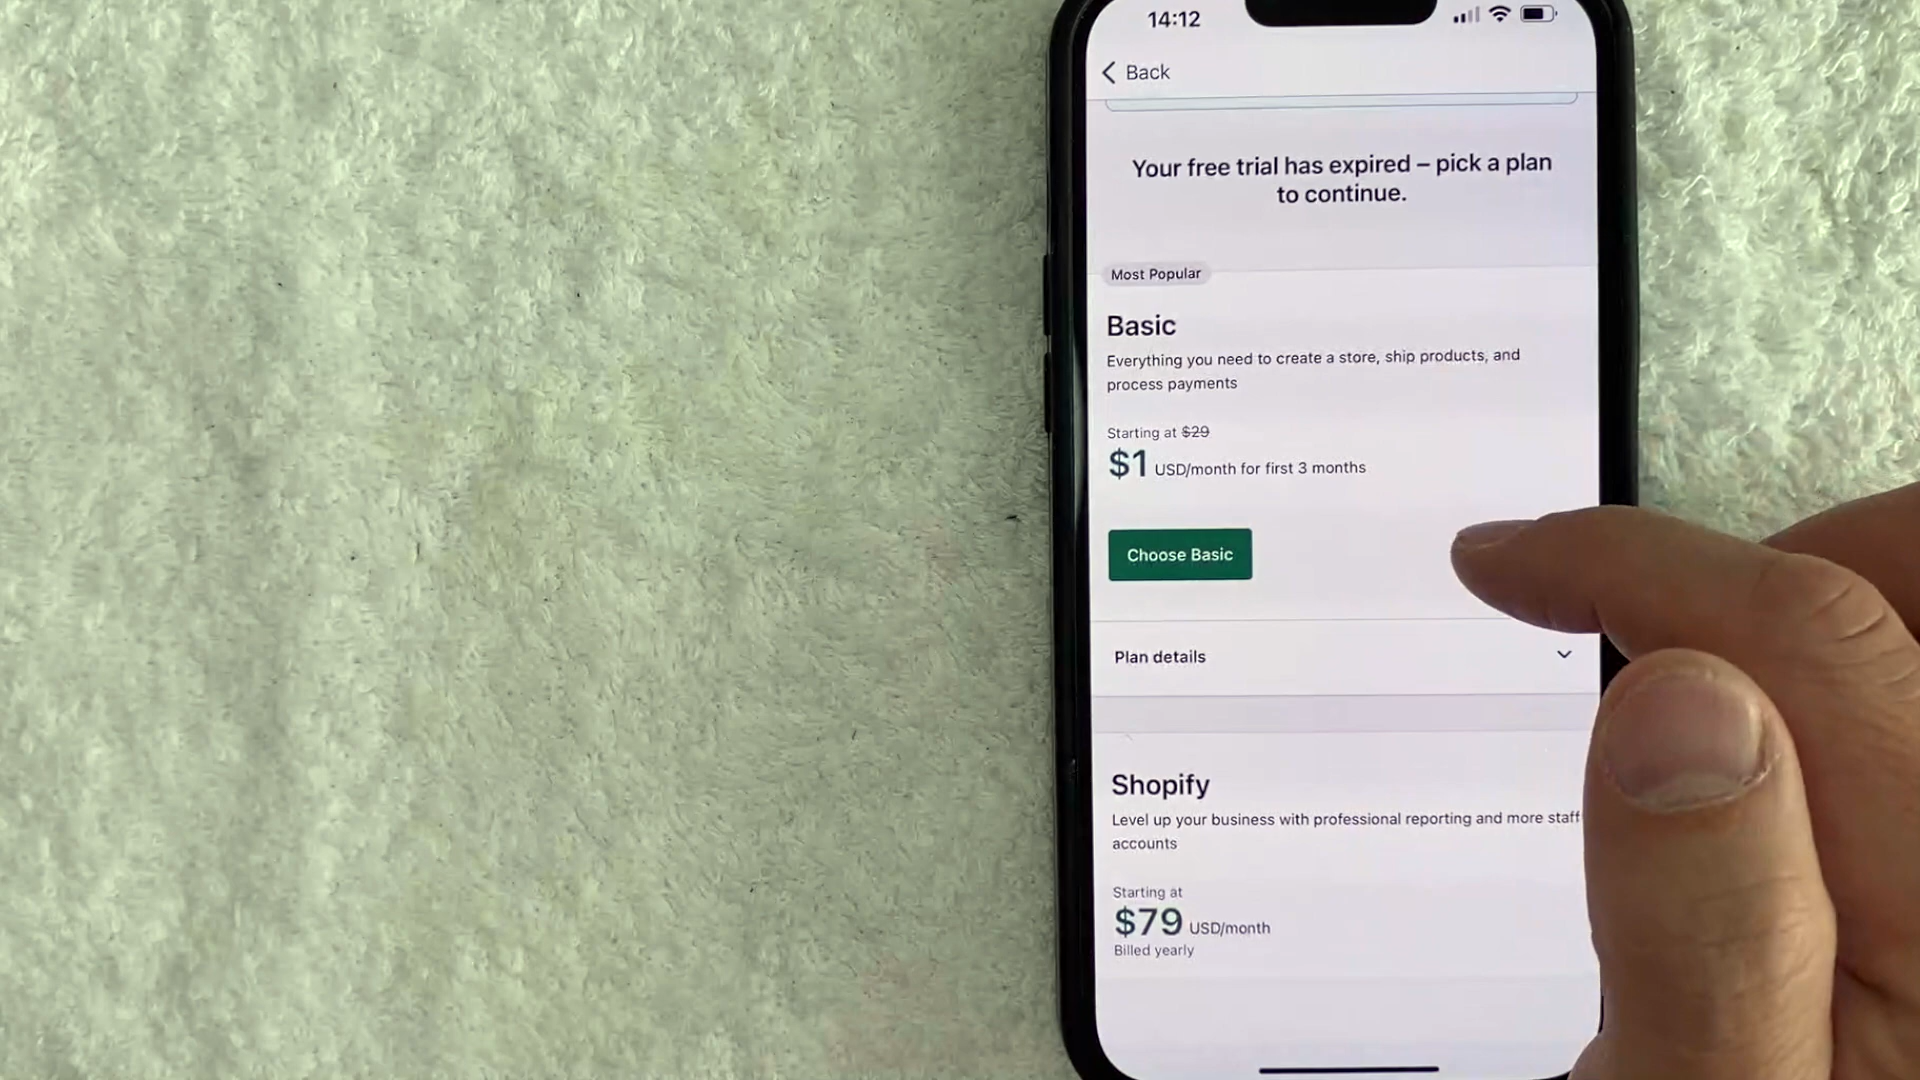 14:12
Back
Your free trial has expired – pick a plan
to continue.
Most Popular
Basic
Everything you need to create a store, ship products, and
process payments
Starting at $29
$1 USD/month for first 3 months
Choose Basic
Plan details
Shopify
Level up your business with professional reporting and more staff
accounts
Starting at
$79 USD/month
Billed yearly